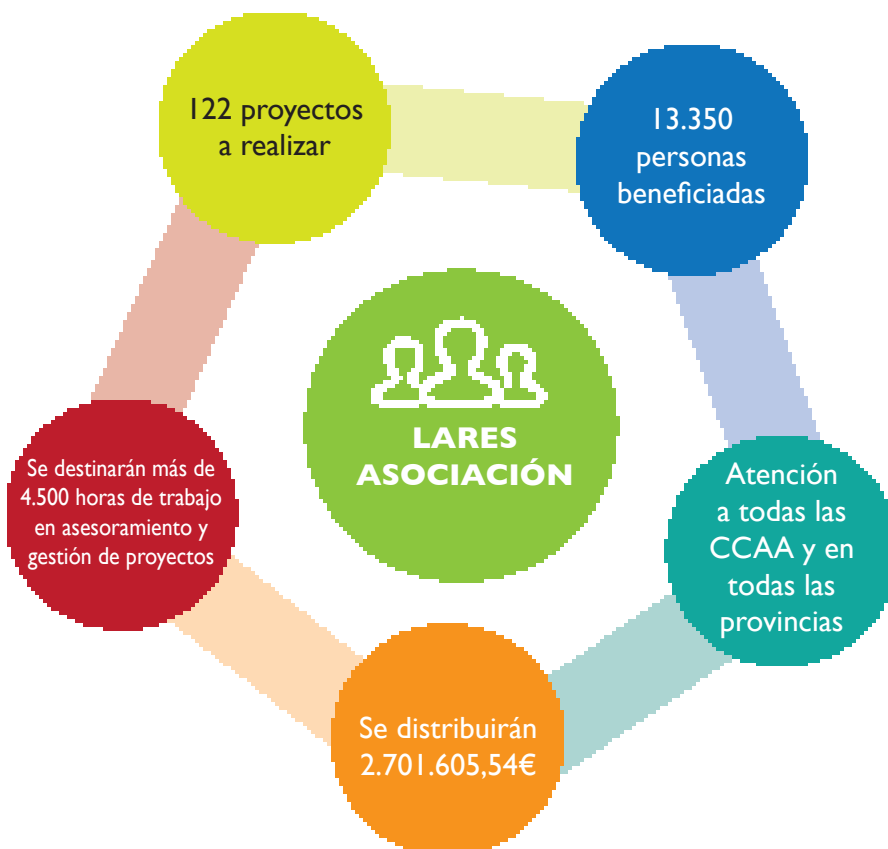 122 proyectos
a realizar
13.350
personas
beneficiadas
LARES
ASOCIACIÓN
Se destinarán más de
4.500 horas de trabajo
en asesoramiento y
gestión de proyectos
Atención
a todas las
CCAA y en
todas las
provincias
Se distribuirán
2.701.605,54€